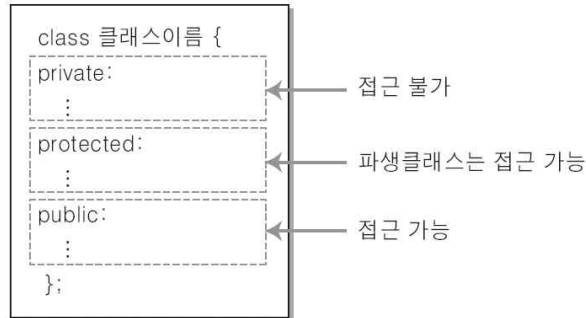 class 클래스이름 {
private:
⋮
접근 불가
protected:
⋮
파생클래스는 접근 가능
public:
⋮
접근 가능
};